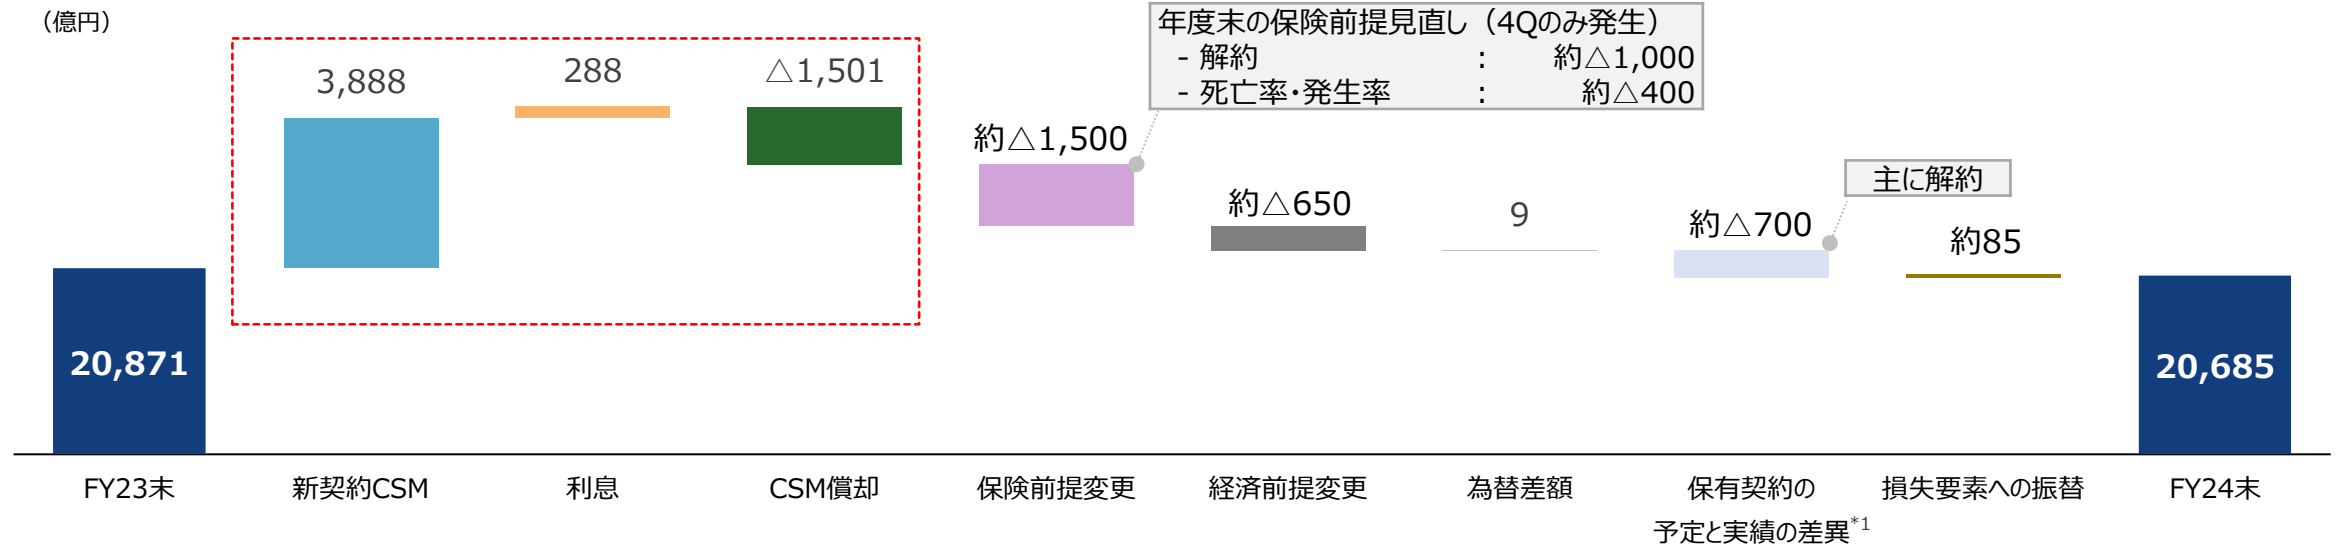 （億円）
年度末の保険前提見直し（4Qのみ発生）
- 解約 : 約△1,000
- 死亡率・発生率 : 約△400
3,888
288
△1,501
約△1,500
約△650
9
約△700
主に解約
約85
20,871
20,685
FY23末
新契約CSM
利息
CSM償却
保険前提変更
経済前提変更
為替差額
保有契約の
予定と実績の差異*1
損失要素への振替
FY24末